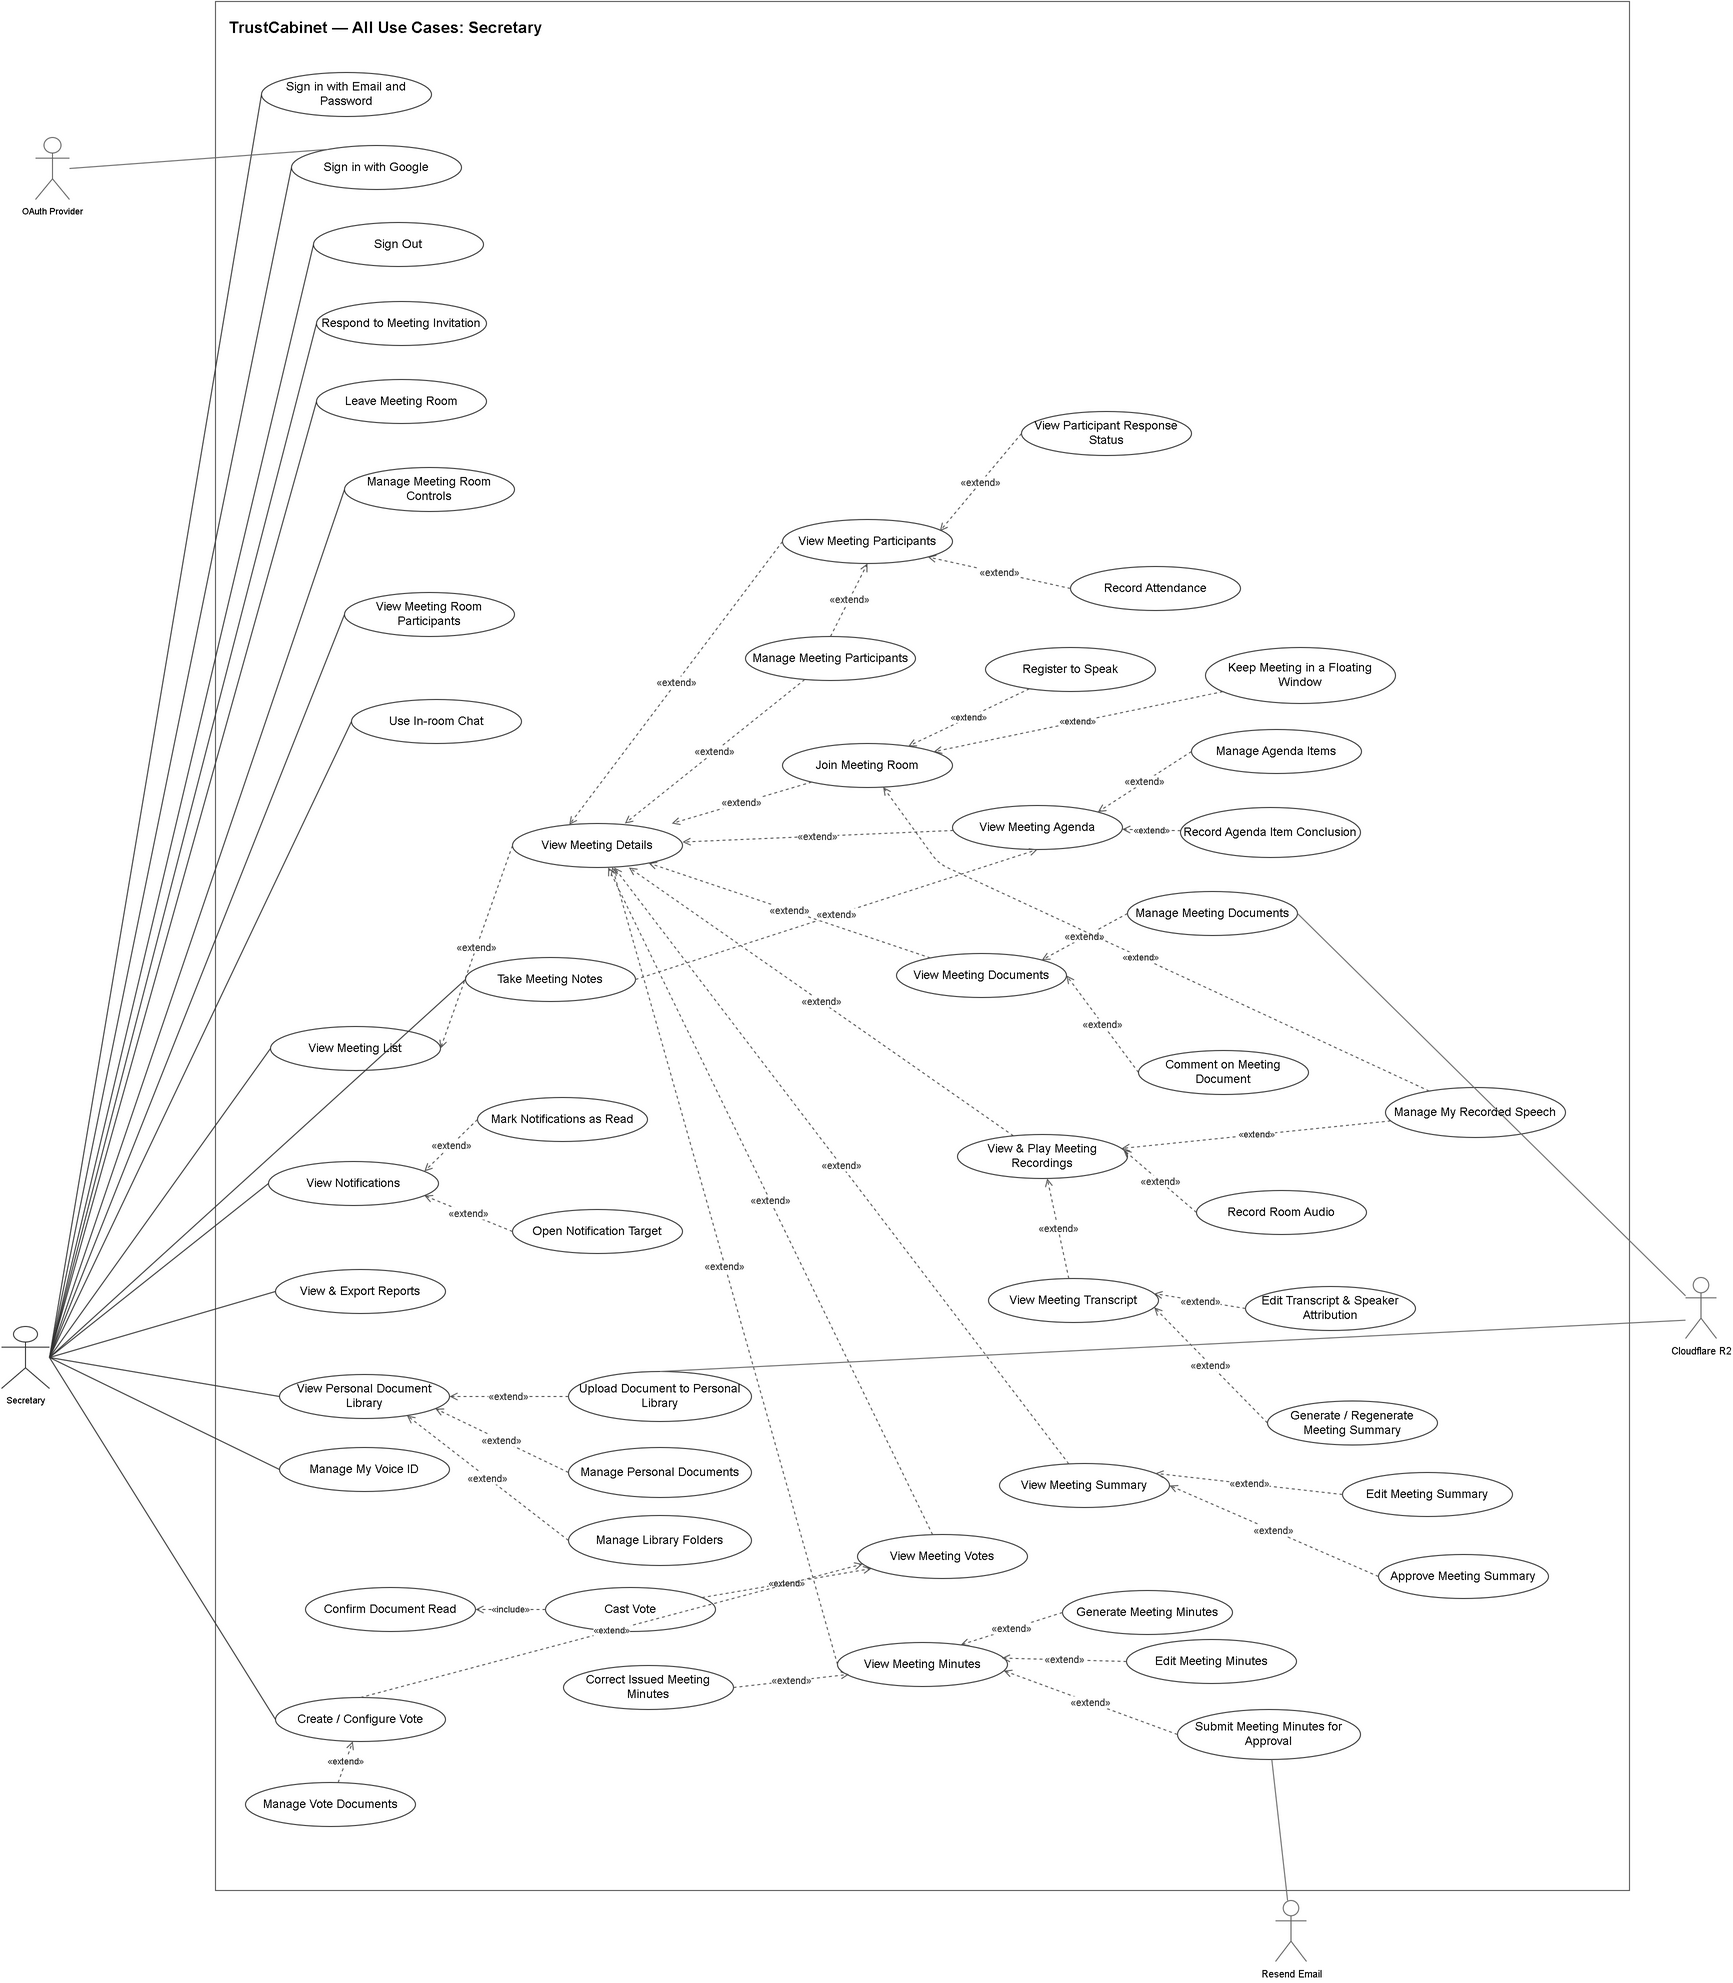 TrustCabinet — All Use Cases: Secretary
Sign in with Email and
Password
Sign in with Google
OAuth Provider
Sign Out
Respond to Meeting Invitation
Leave Meeting Room
View Participant Response
Status
Manage Meeting Room
Controls
«extend»
View Meeting Participants
«extend»
Record Attendance
«extend»
View Meeting Room
Participants
Manage Meeting Participants
Register to Speak
Keep Meeting in a Floating
Window
«extend»
«extend»
«extend»
Use In-room Chat
«extend»
Manage Agenda Items
Join Meeting Room
«extend»
«extend»
View Meeting Agenda
Record Agenda Item Conclusion
«extend»
«extend»
View Meeting Details
«extend»
«extend»
Manage Meeting Documents
«extend»
«extend»
«extend»
View Meeting Documents
Take Meeting Notes
«extend»
«extend»
View Meeting List
Comment on Meeting
Document
Mark Notifications as Read
Manage My Recorded Speech
«extend»
«extend»
View & Play Meeting
Recordings
«extend»
View Notifications
«extend»
«extend»
Record Room Audio
«extend»
Open Notification Target
«extend»
«extend»
View & Export Reports
View Meeting Transcript
«extend»
Edit Transcript & Speaker
Attribution
Cloudflare R2
Secretary
«extend»
View Personal Document
Library
«extend»
Upload Document to Personal
Library
Generate / Regenerate
Meeting Summary
«extend»
Manage My Voice ID
Manage Personal Documents
«extend»
View Meeting Summary
«extend»
Edit Meeting Summary
«extend»
Manage Library Folders
View Meeting Votes
Approve Meeting Summary
«extend»
Confirm Document Read
«include»
Cast Vote
Generate Meeting Minutes
«extend»
«extend»
View Meeting Minutes
«extend»
Edit Meeting Minutes
Correct Issued Meeting
Minutes
«extend»
«extend»
Create / Configure Vote
Submit Meeting Minutes for
Approval
«extend»
Manage Vote Documents
Resend Email